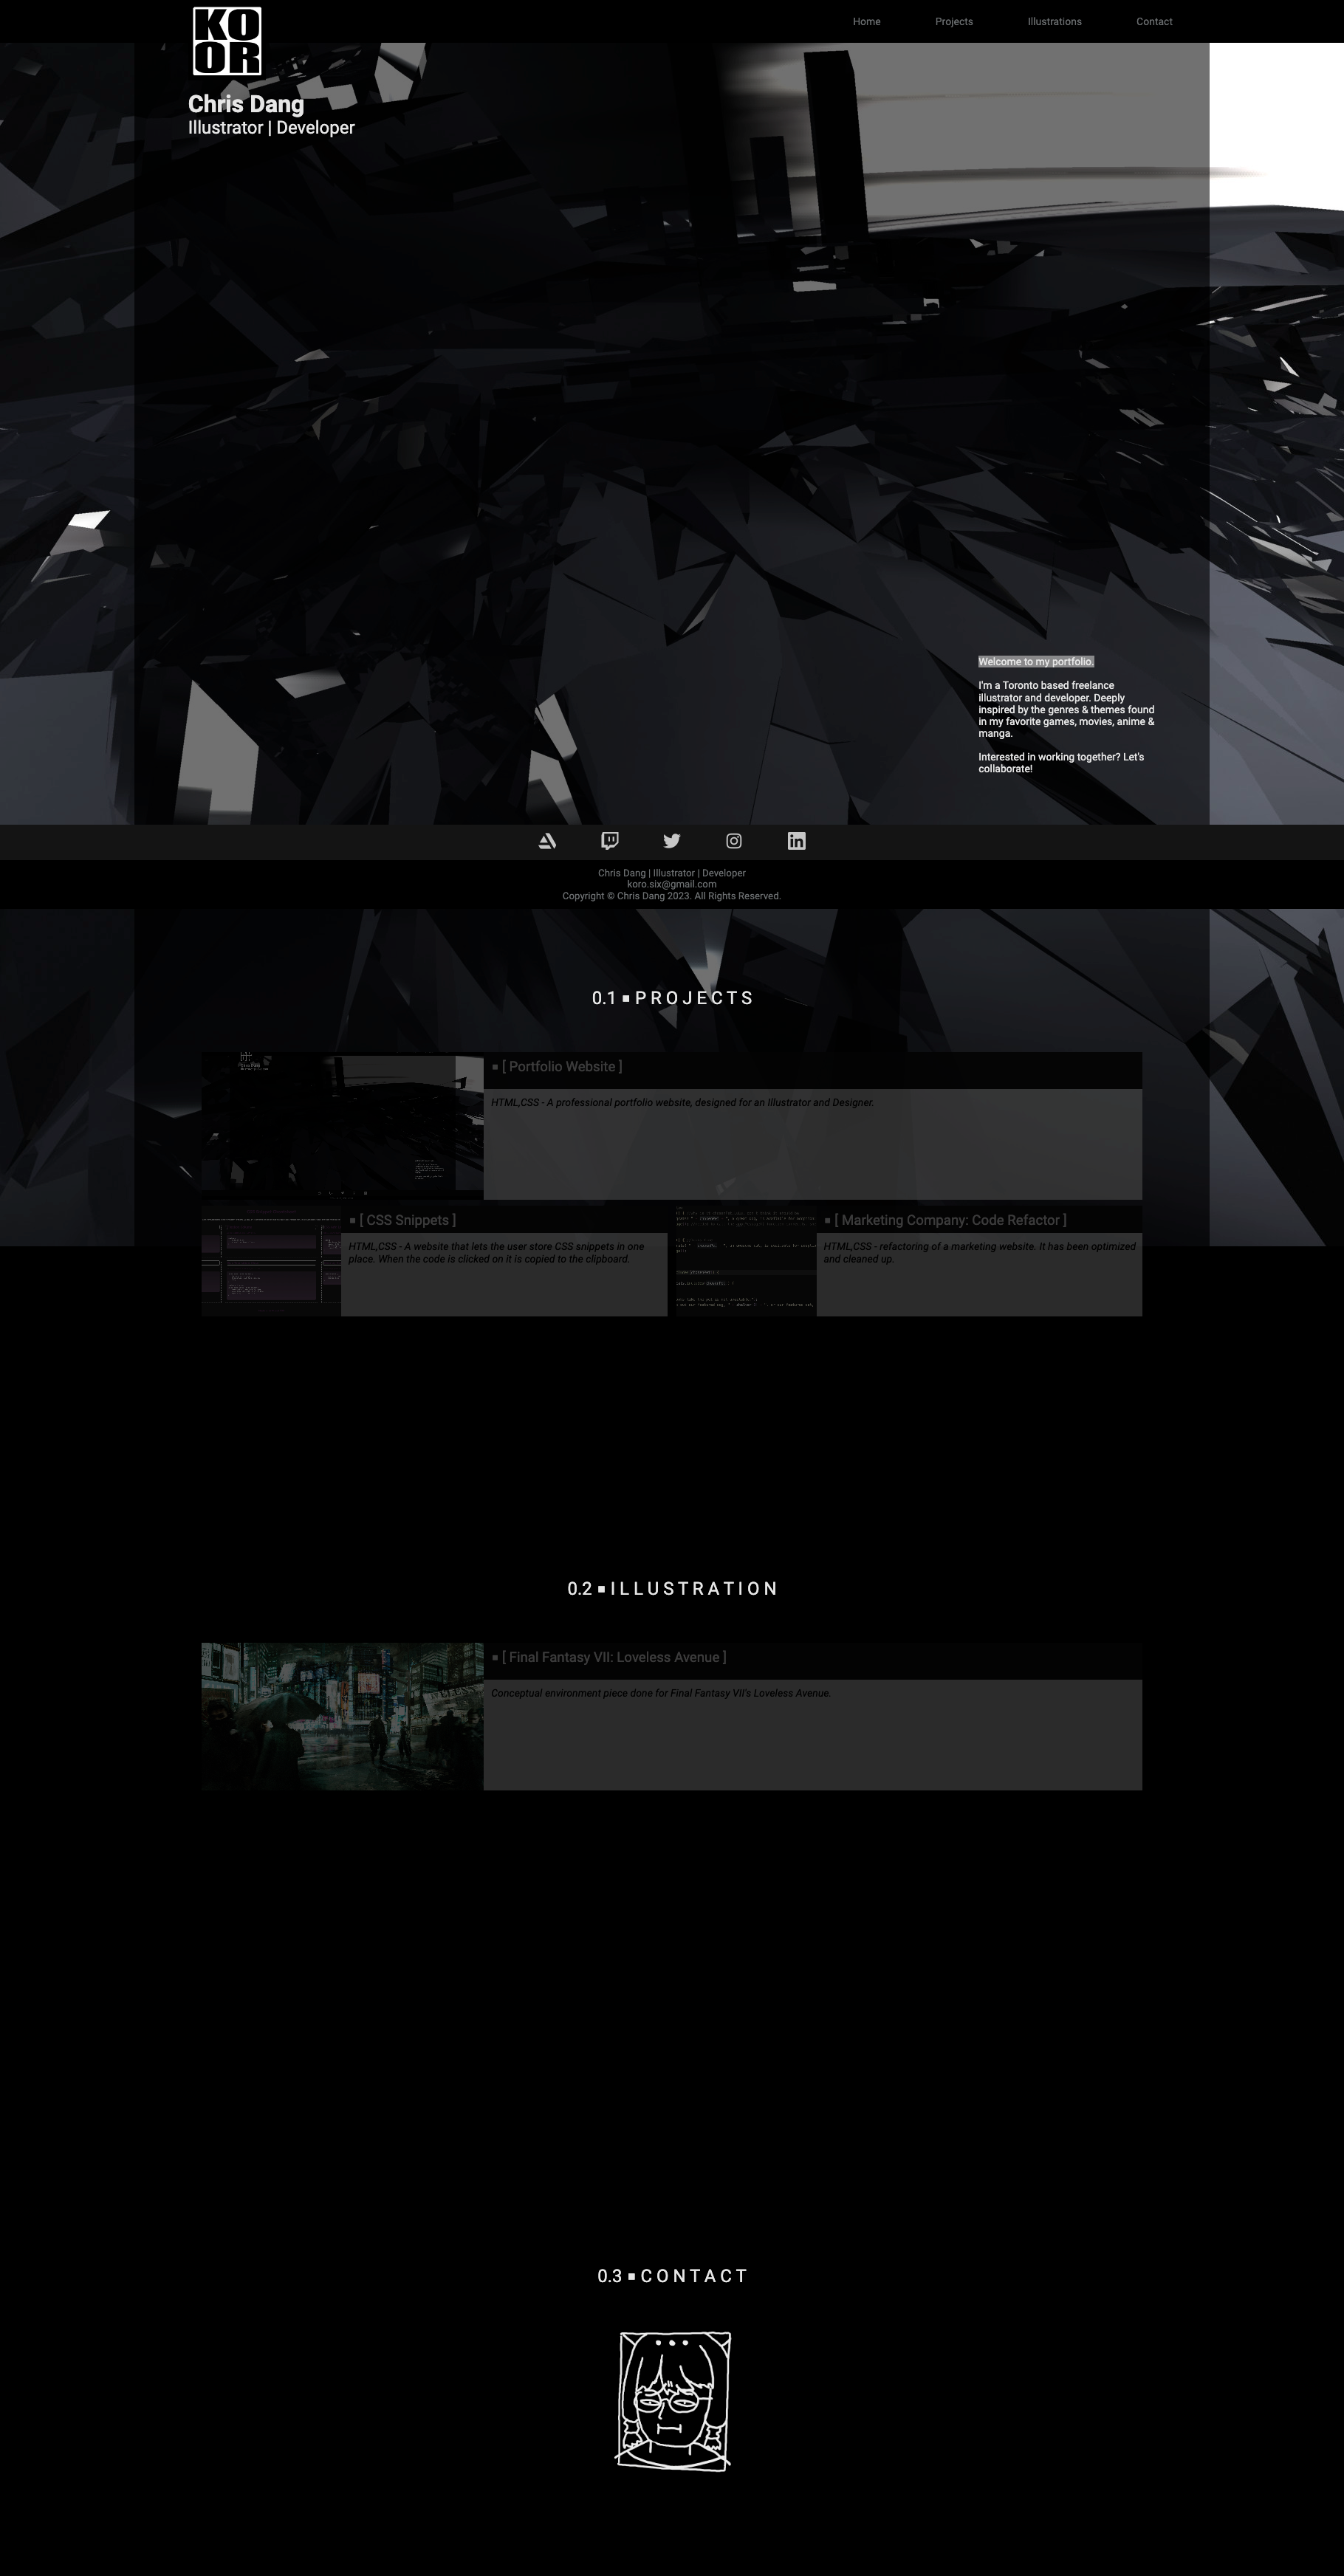 KO
OR
Home Projects Illustrations Contact
Chris Dang
Illustrator | Developer
Welcome to my portfolio.
I'm a Toronto based freelance
illustrator and developer. Deeply
inspired by the genres & themes found
in my favorite games, movies, anime &
manga.
Interested in working together? Let's
collaborate!
Chris Dang | Illustrator | Developer
koro.six@gmail.com
Copyright © Chris Dang 2023. All Rights Reserved.
0.1 ■ PROJECTS
■ [ Portfolio Website ]
HTML,CSS - A professional portfolio website, designed for an Illustrator and Designer.
■ [ CSS Snippets ]
HTML,CSS - A website that lets the user store CSS snippets in one
place. When the code is clicked on it is copied to the clipboard.
■ [ Marketing Company: Code Refactor ]
HTML,CSS - refactoring of a marketing website. It has been optimized
and cleaned up.
0.2 ■ ILLUSTRATION
■ [ Final Fantasy VII: Loveless Avenue ]
Conceptual environment piece done for Final Fantasy VII's Loveless Avenue.
0.3 ■ CONTACT